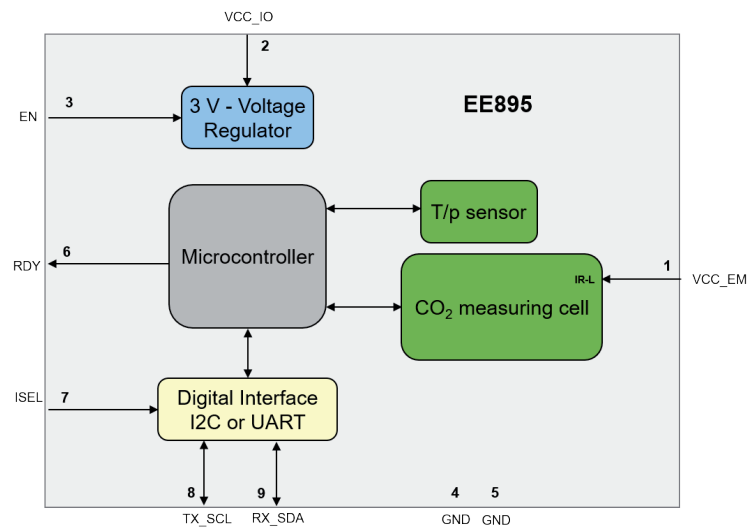 VCC_IO
2
3
EN
3 V - Voltage
Regulator
EE895
T/p sensor
Microcontroller
6
RDY
IR-L
1
VCC_EM
CO₂ measuring cell
ISEL
7
Digital Interface
I2C or UART
8
9
4
5
TX_SCL
RX_SDA
GND
GND